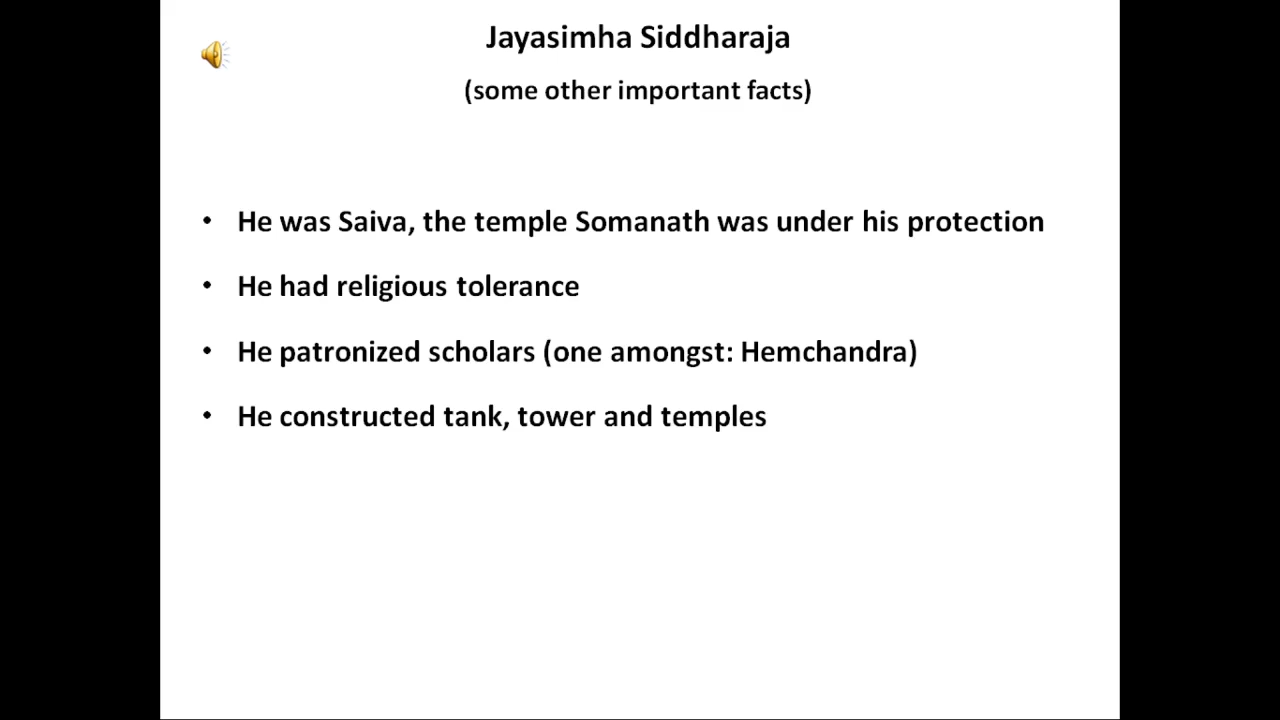 Jayasimha Siddharaja
(some other important facts)
• He was Saiva, the temple Somanath was under his protection
• He had religious tolerance
• He patronized scholars (one amongst: Hemchandra)
• He constructed tank, tower and temples